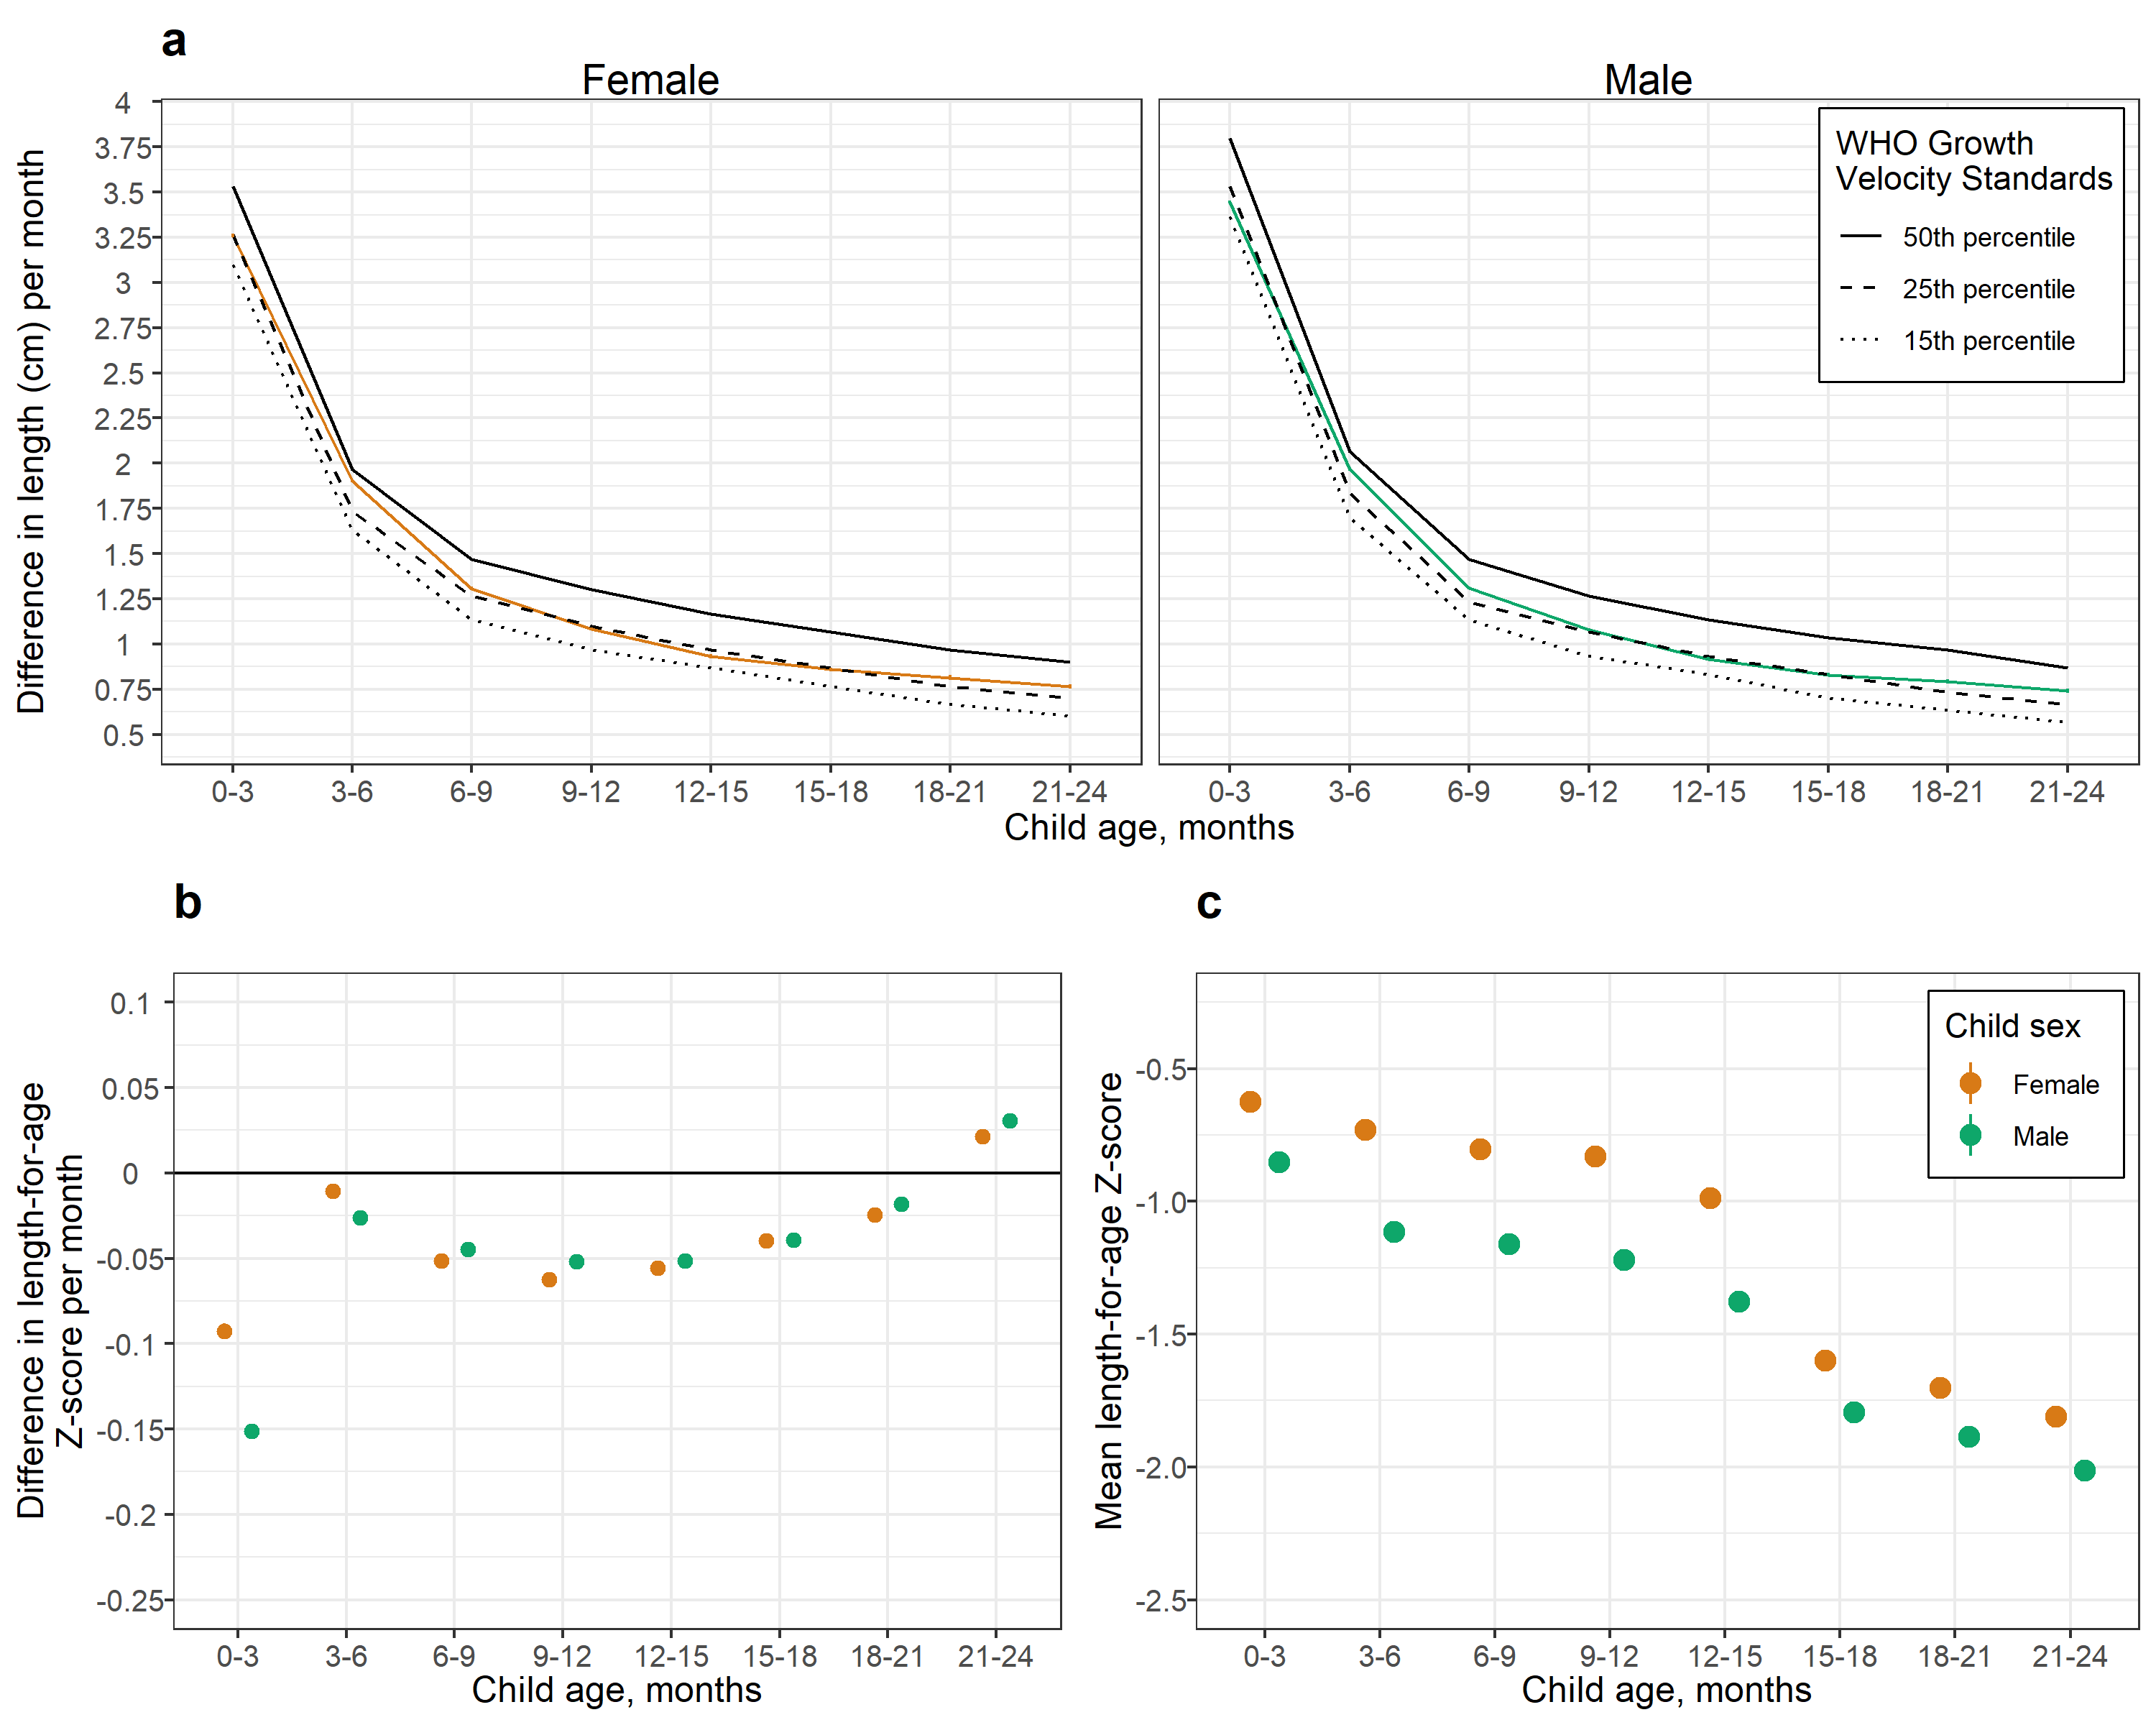 a
Female
Male
Difference in length (cm) per month
4
3.75
3.5
3.25
3
2.75
2.5
2.25
2
1.75
1.5
1.25
1
0.75
0.5
WHO Growth
Velocity Standards
50th percentile
25th percentile
15th percentile
0-3 3-6 6-9 9-12 12-15 15-18 18-21 21-24
0-3 3-6 6-9 9-12 12-15 15-18 18-21 21-24
Child age, months
b
Difference in length-for-age
Z-score per month
0.1
0.05
0
-0.05
-0.1
-0.15
-0.2
-0.25
0-3 3-6 6-9 9-12 12-15 15-18 18-21 21-24
Child age, months
c
Mean length-for-age Z-score
-0.5
-1.0
-1.5
-2.0
-2.5
Child sex
Female
Male
0-3 3-6 6-9 9-12 12-15 15-18 18-21 21-24
Child age, months